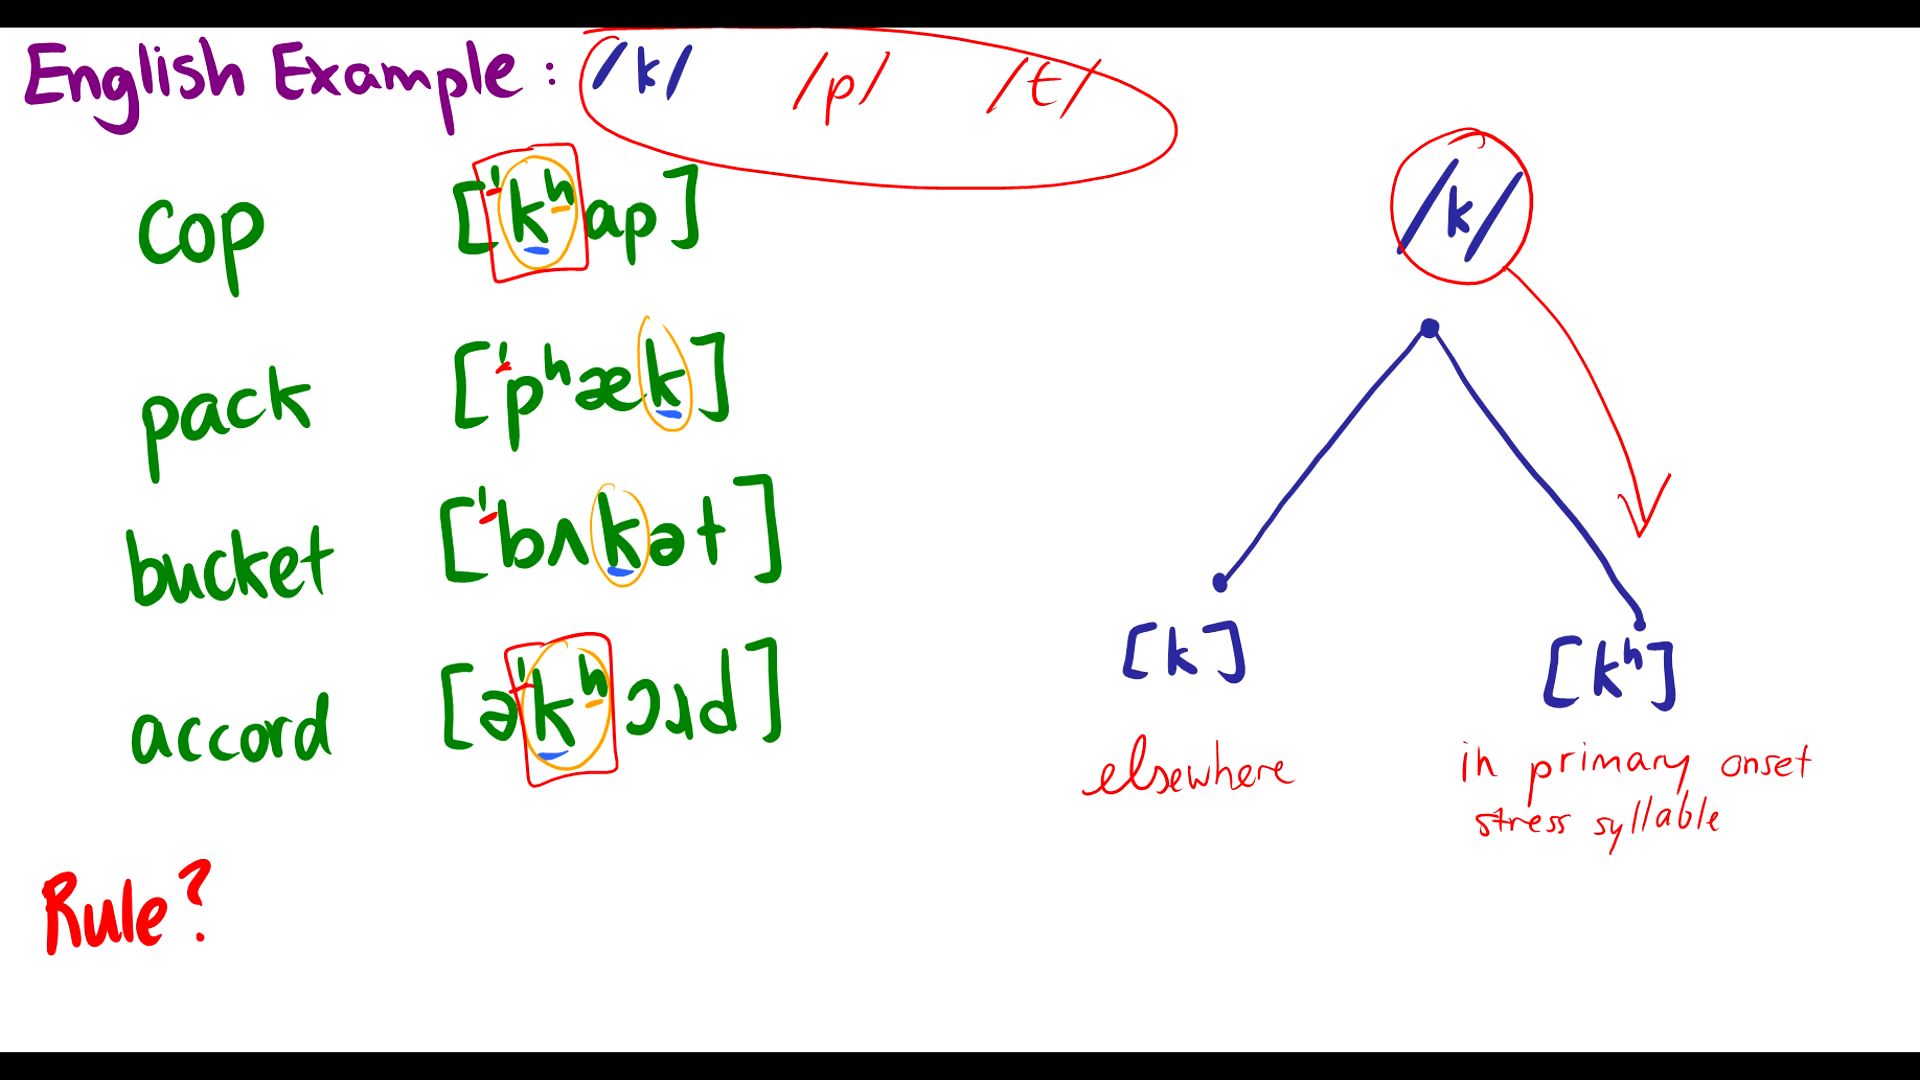 English Example: /k/ /p/ /t/
cop [ˈkʰap]
pack [ˈpʰæk]
bucket [ˈbʌkət]
accord [əˈkʰɔɹd]
Rule?
/k/
[k] [kʰ]
elsewhere
in primary onset
stress syllable